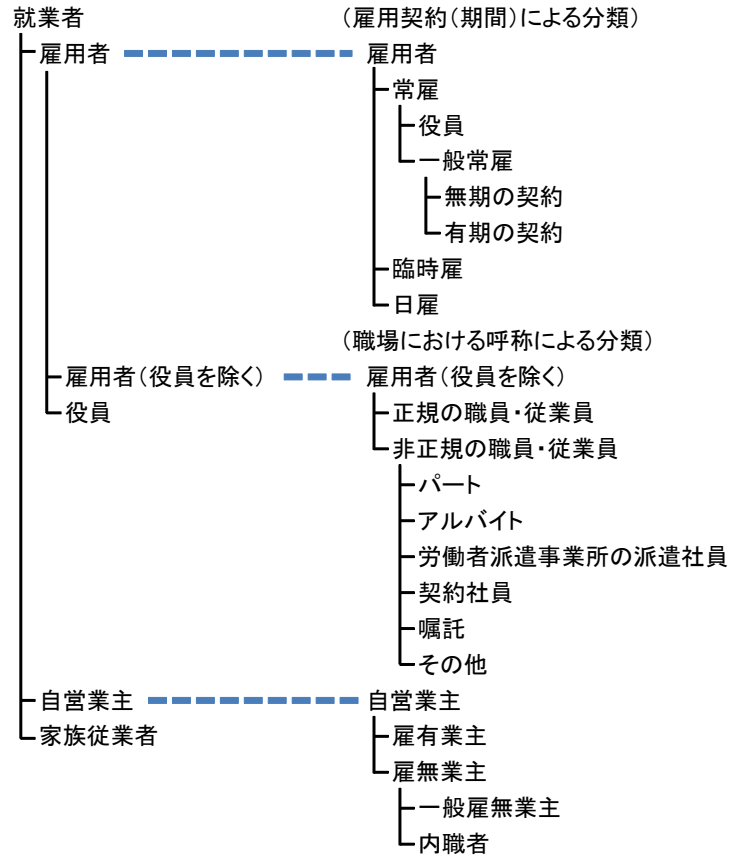 就業者 （雇用契約（期間）による分類）
雇用者 雇用者
常雇
役員
一般常雇
無期の契約
有期の契約
臨時雇
日雇
（職場における呼称による分類）
雇用者（役員を除く） 雇用者（役員を除く）
役員 正規の職員・従業員
非正規の職員・従業員
パート
アルバイト
労働者派遣事業所の派遣社員
契約社員
嘱託
その他
自営業主 自営業主
家族従業者 雇有業主
雇無業主
一般雇無業主
内職者